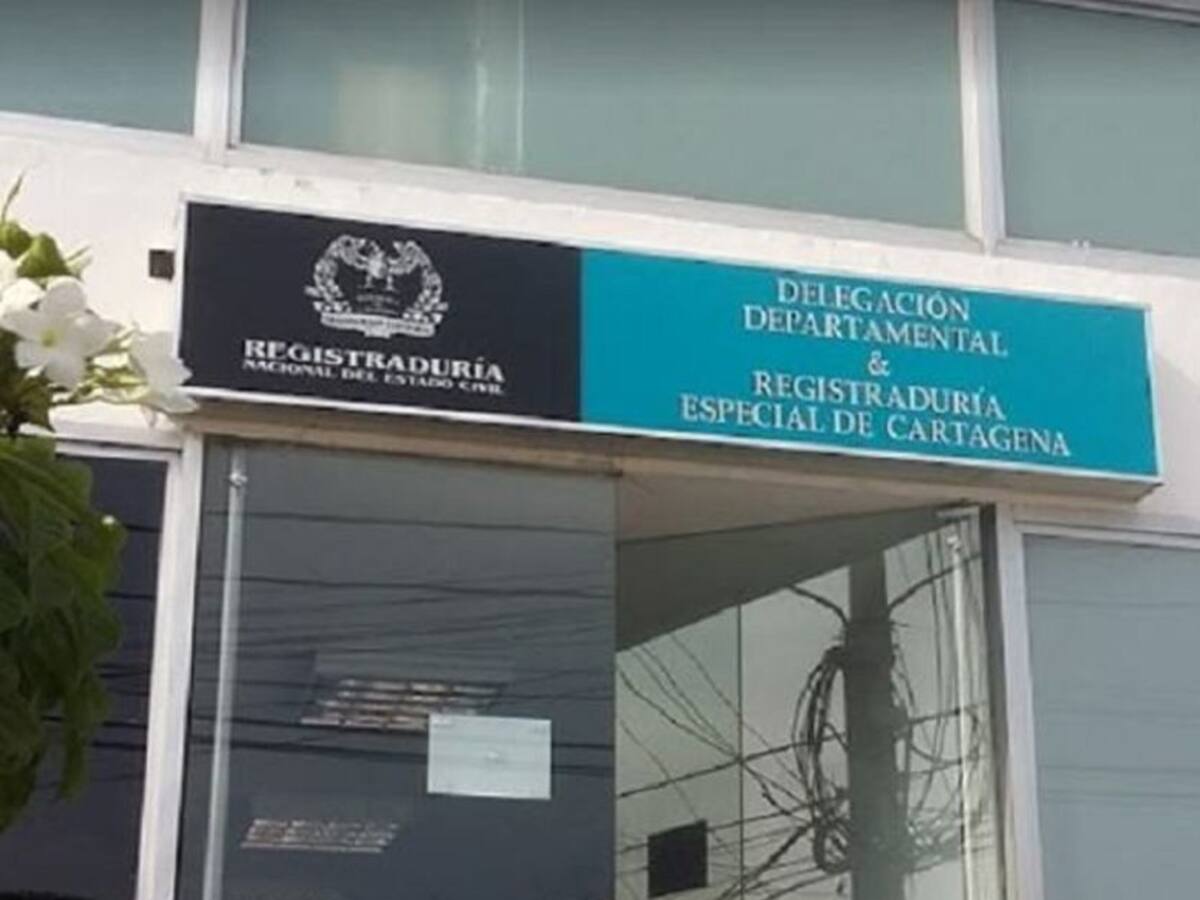 REGISTRADURÍA
NACIONAL DEL ESTADO CIVIL
DELEGACIÓN
DEPARTAMENTAL
&
REGISTRADURÍA
ESPECIAL DE CARTAGENA